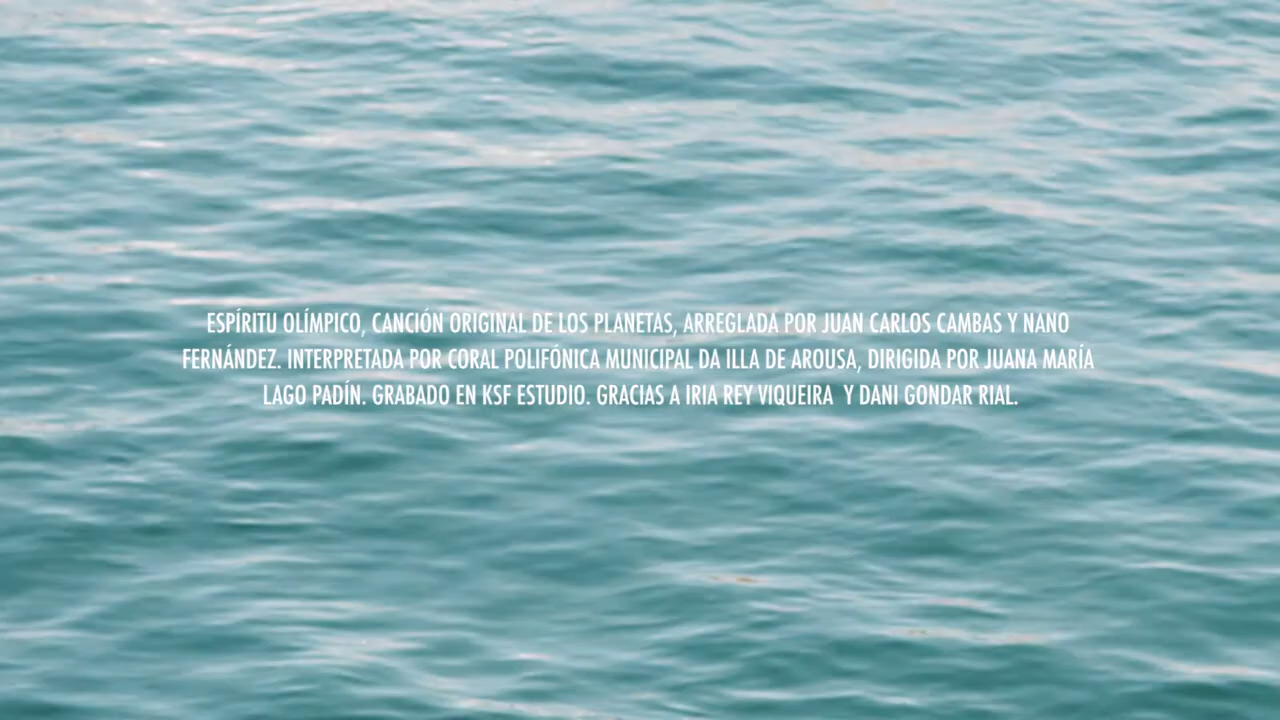 ESPÍRITU OLÍMPICO, CANCIÓN ORIGINAL DE LOS PLANETAS, ARREGLADA POR JUAN CARLOS CAMBAS Y NANO
FERNÁNDEZ. INTERPRETADA POR CORAL POLIFÓNICA MUNICIPAL DA ILLA DE AROUSA, DIRIGIDA POR JUANA MARÍA
LAGO PADÍN. GRABADO EN KSF ESTUDIO. GRACIAS A IRIA REY VIQUEIRA  Y DANI GONDAR RIAL.